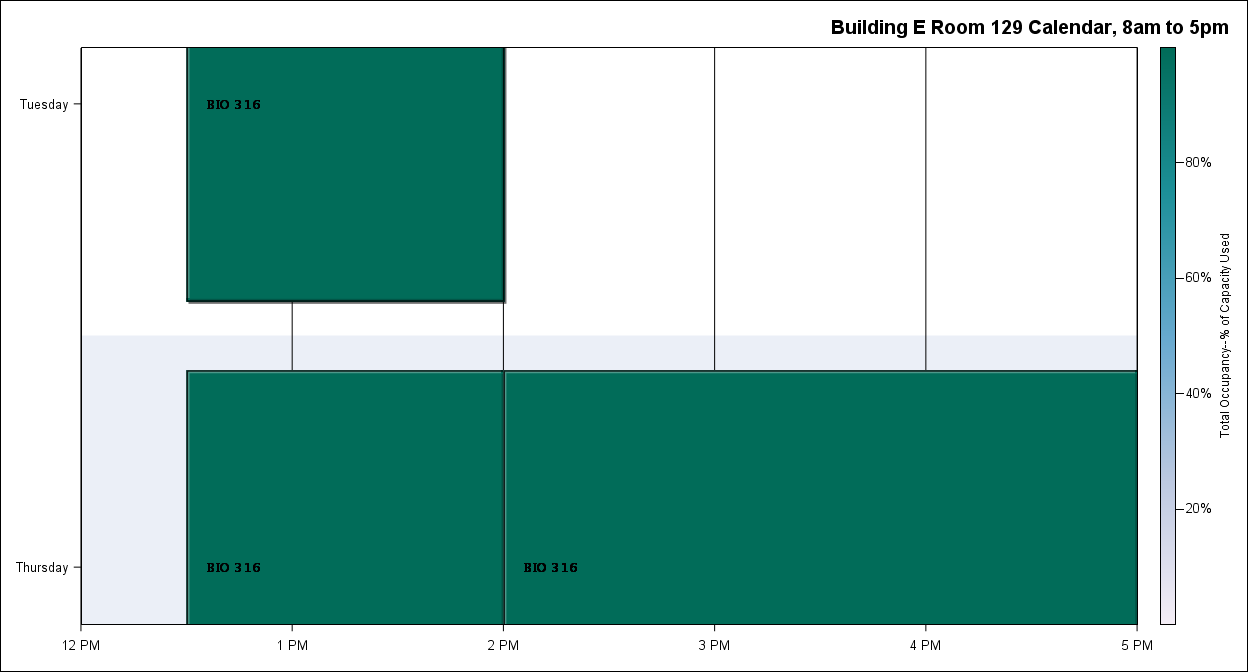 Building E Room 129 Calendar, 8am to 5pm
Tuesday
BIO 316
Thursday
BIO 316
BIO 316
12 PM
1 PM
2 PM
3 PM
4 PM
5 PM
80%
60%
40%
20%
Total Occupancy--% of Capacity Used